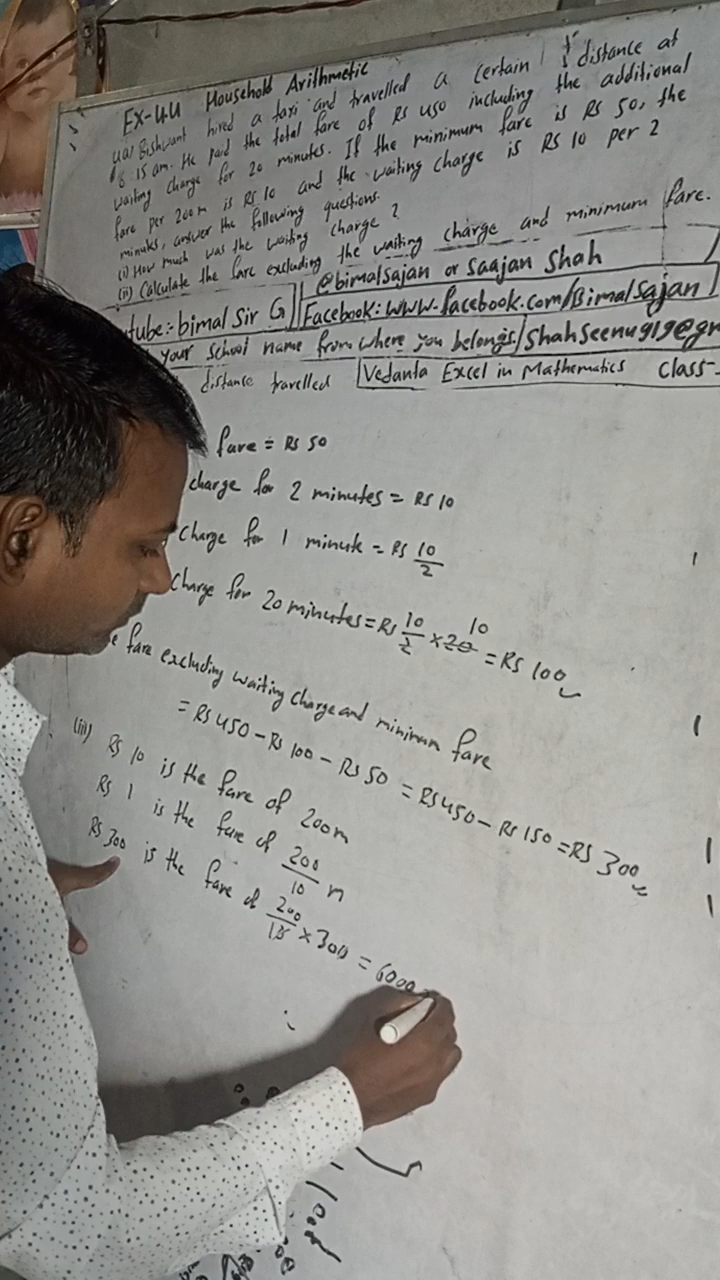 Ex-4.4 Household Arithmetic
4a) Bishwant hired a taxi and travelled a certain distance at
8:15 am. He paid the total fare of Rs 450 including the additional
waiting charge for 20 minutes. If the minimum fare is Rs 50, the
fare per 200m is Rs 10 and the waiting charge is Rs 10 per 2
minutes, answer the following questions.
(i) How much was the waiting charge?
(ii) Calculate the fare excluding the waiting charge and minimum fare.
@bimalsajan or Saajan Shah
tube:- bimal Sir G
Facebook: www.facebook.com/Bimalsajan
your school name from where you belongs/shahseenu919@g
distance travelled
Vedanta Excel in Mathematics Class-
fare = Rs 50
charge for 2 minutes = Rs 10
charge for 1 minute = Rs 10/2
charge for 20 minutes = Rs 10/2 × 20 10 = Rs 100
fare excluding waiting charge and minimum fare
= Rs 450 - Rs 100 - Rs 50 = Rs 450 - Rs 150 = Rs 300
(iii) Rs 10 is the fare of 200m
Rs 1 is the fare of 200/10 m
Rs 300 is the fare of 200/10 × 300 = 6000